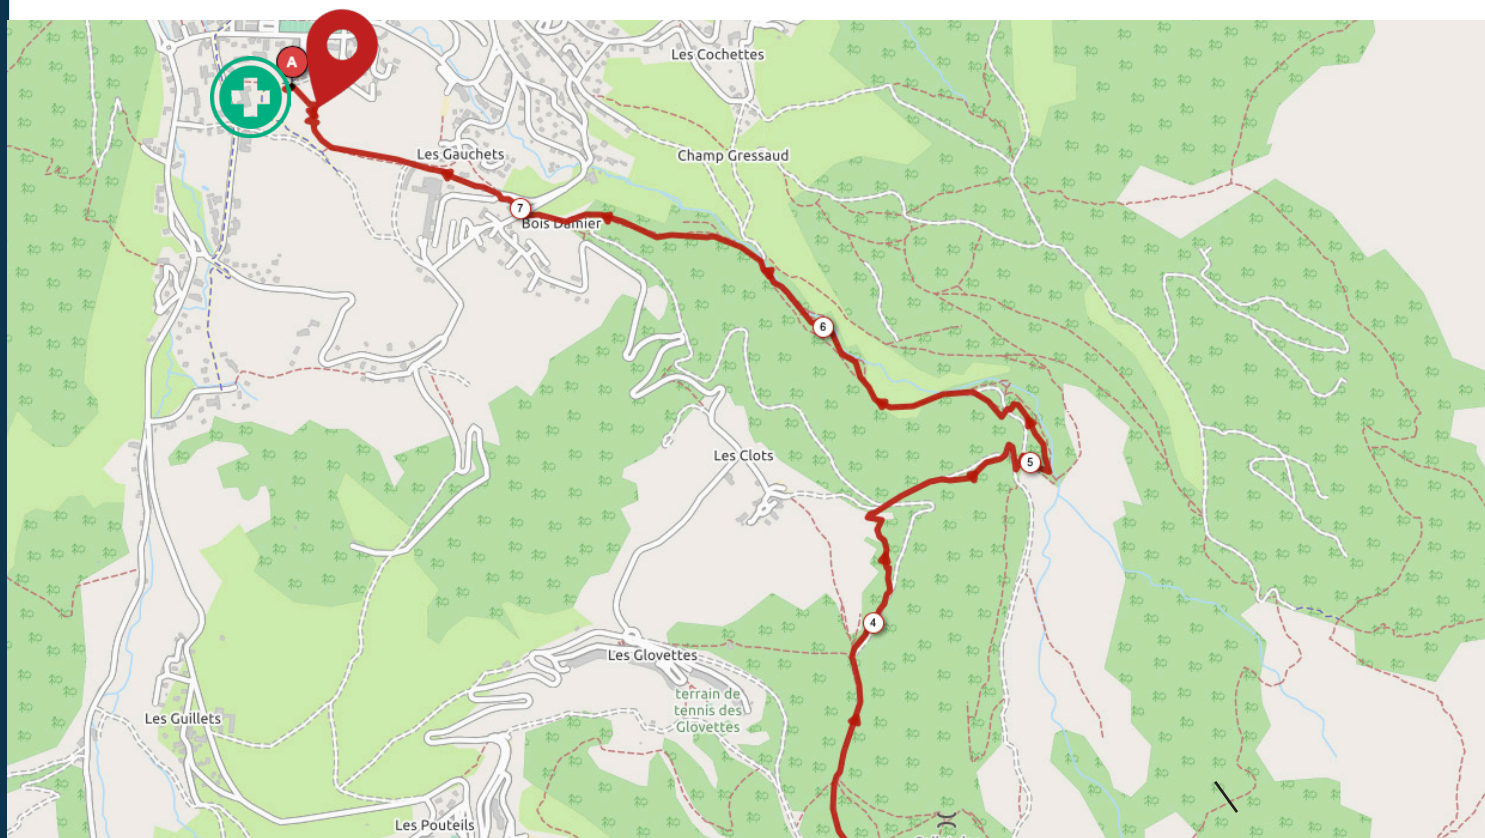 Les Cochettes
A
Les Gauchets
Champ Gressaud
7
Bois Damier
6
Les Clots
5
4
Les Glovettes
terrain de
tennis des
Glovettes
Les Guillets
Les Pouteils